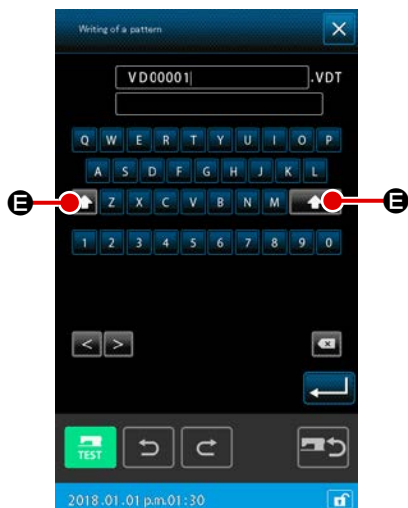 Writing of a pattern
VD00001 .VDT
Q W E R T Y U I O P
A S D F G H J K L
E Z X C V B N M E
1 2 3 4 5 6 7 8 9 0
< >
TEST
2018.01.01 p.m.01:30